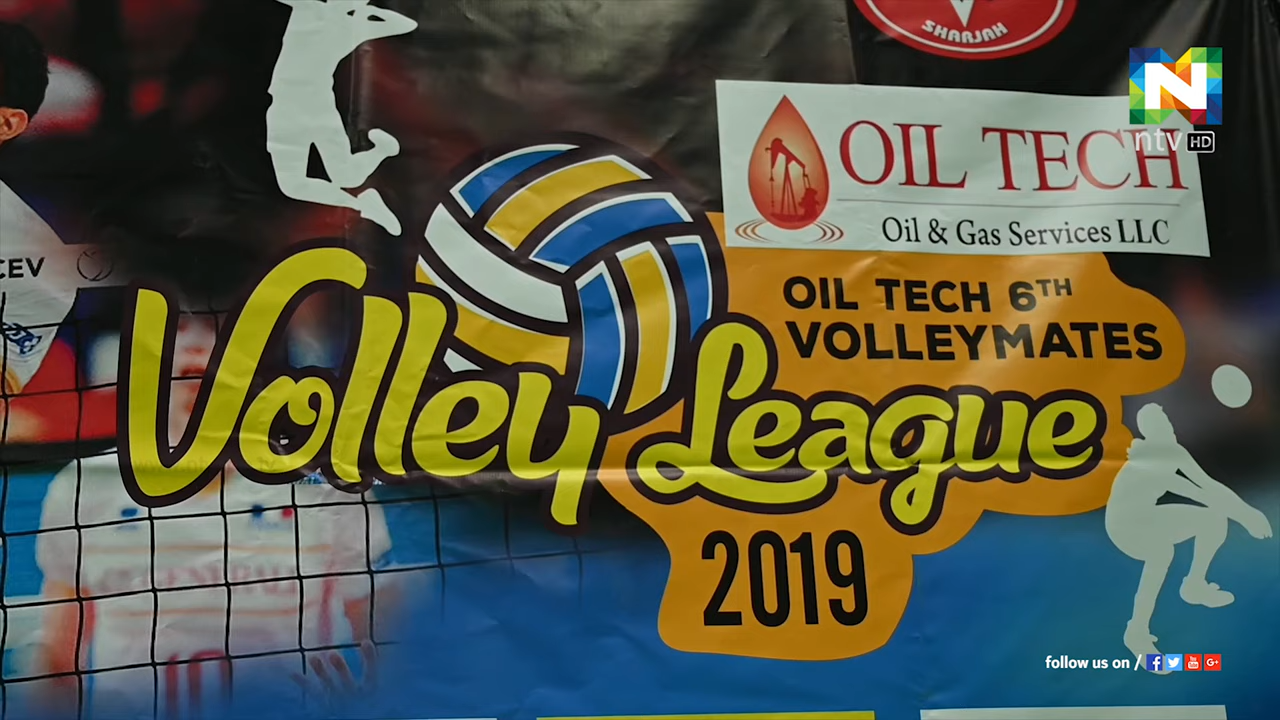 SHARJAH
N
ntv HD
OIL TECH
Oil & Gas Services LLC
CEV
OIL TECH 6TH
VOLLEYMATES
Volley League
2019
follow us on /